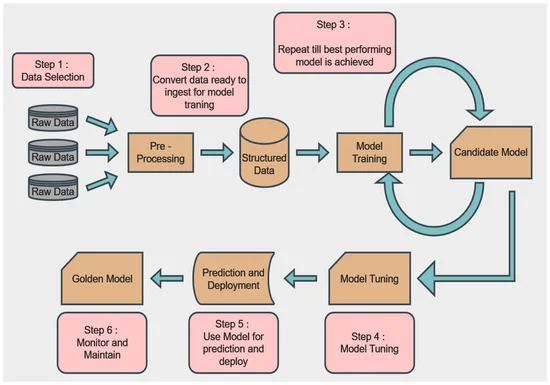 Step 1 :
Data Selection
Step 2 :
Convert data ready to
ingest for model
traning
Step 3 :
Repeat till best performing
model is achieved
Raw Data
Raw Data
Raw Data
Pre -
Processing
Structured
Data
Model
Training
Candidate Model
Golden Model
Prediction and
Deployment
Model Tuning
Step 6 :
Monitor and
Maintain
Step 5 :
Use Model for
prediction and
deploy
Step 4 :
Model Tuning